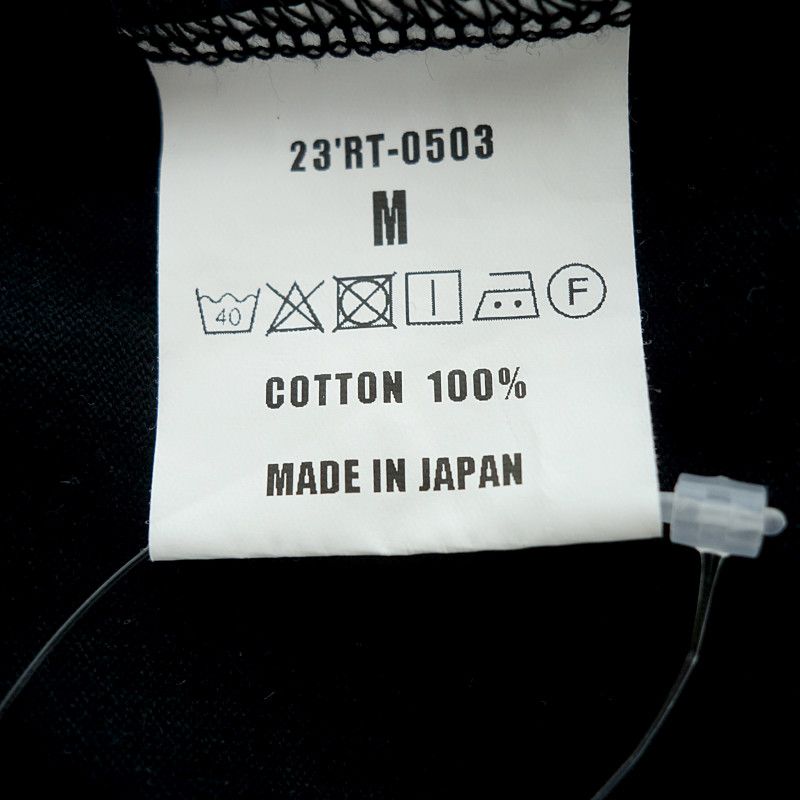 23'RT-0503
M
40 F
COTTON 100%
MADE IN JAPAN